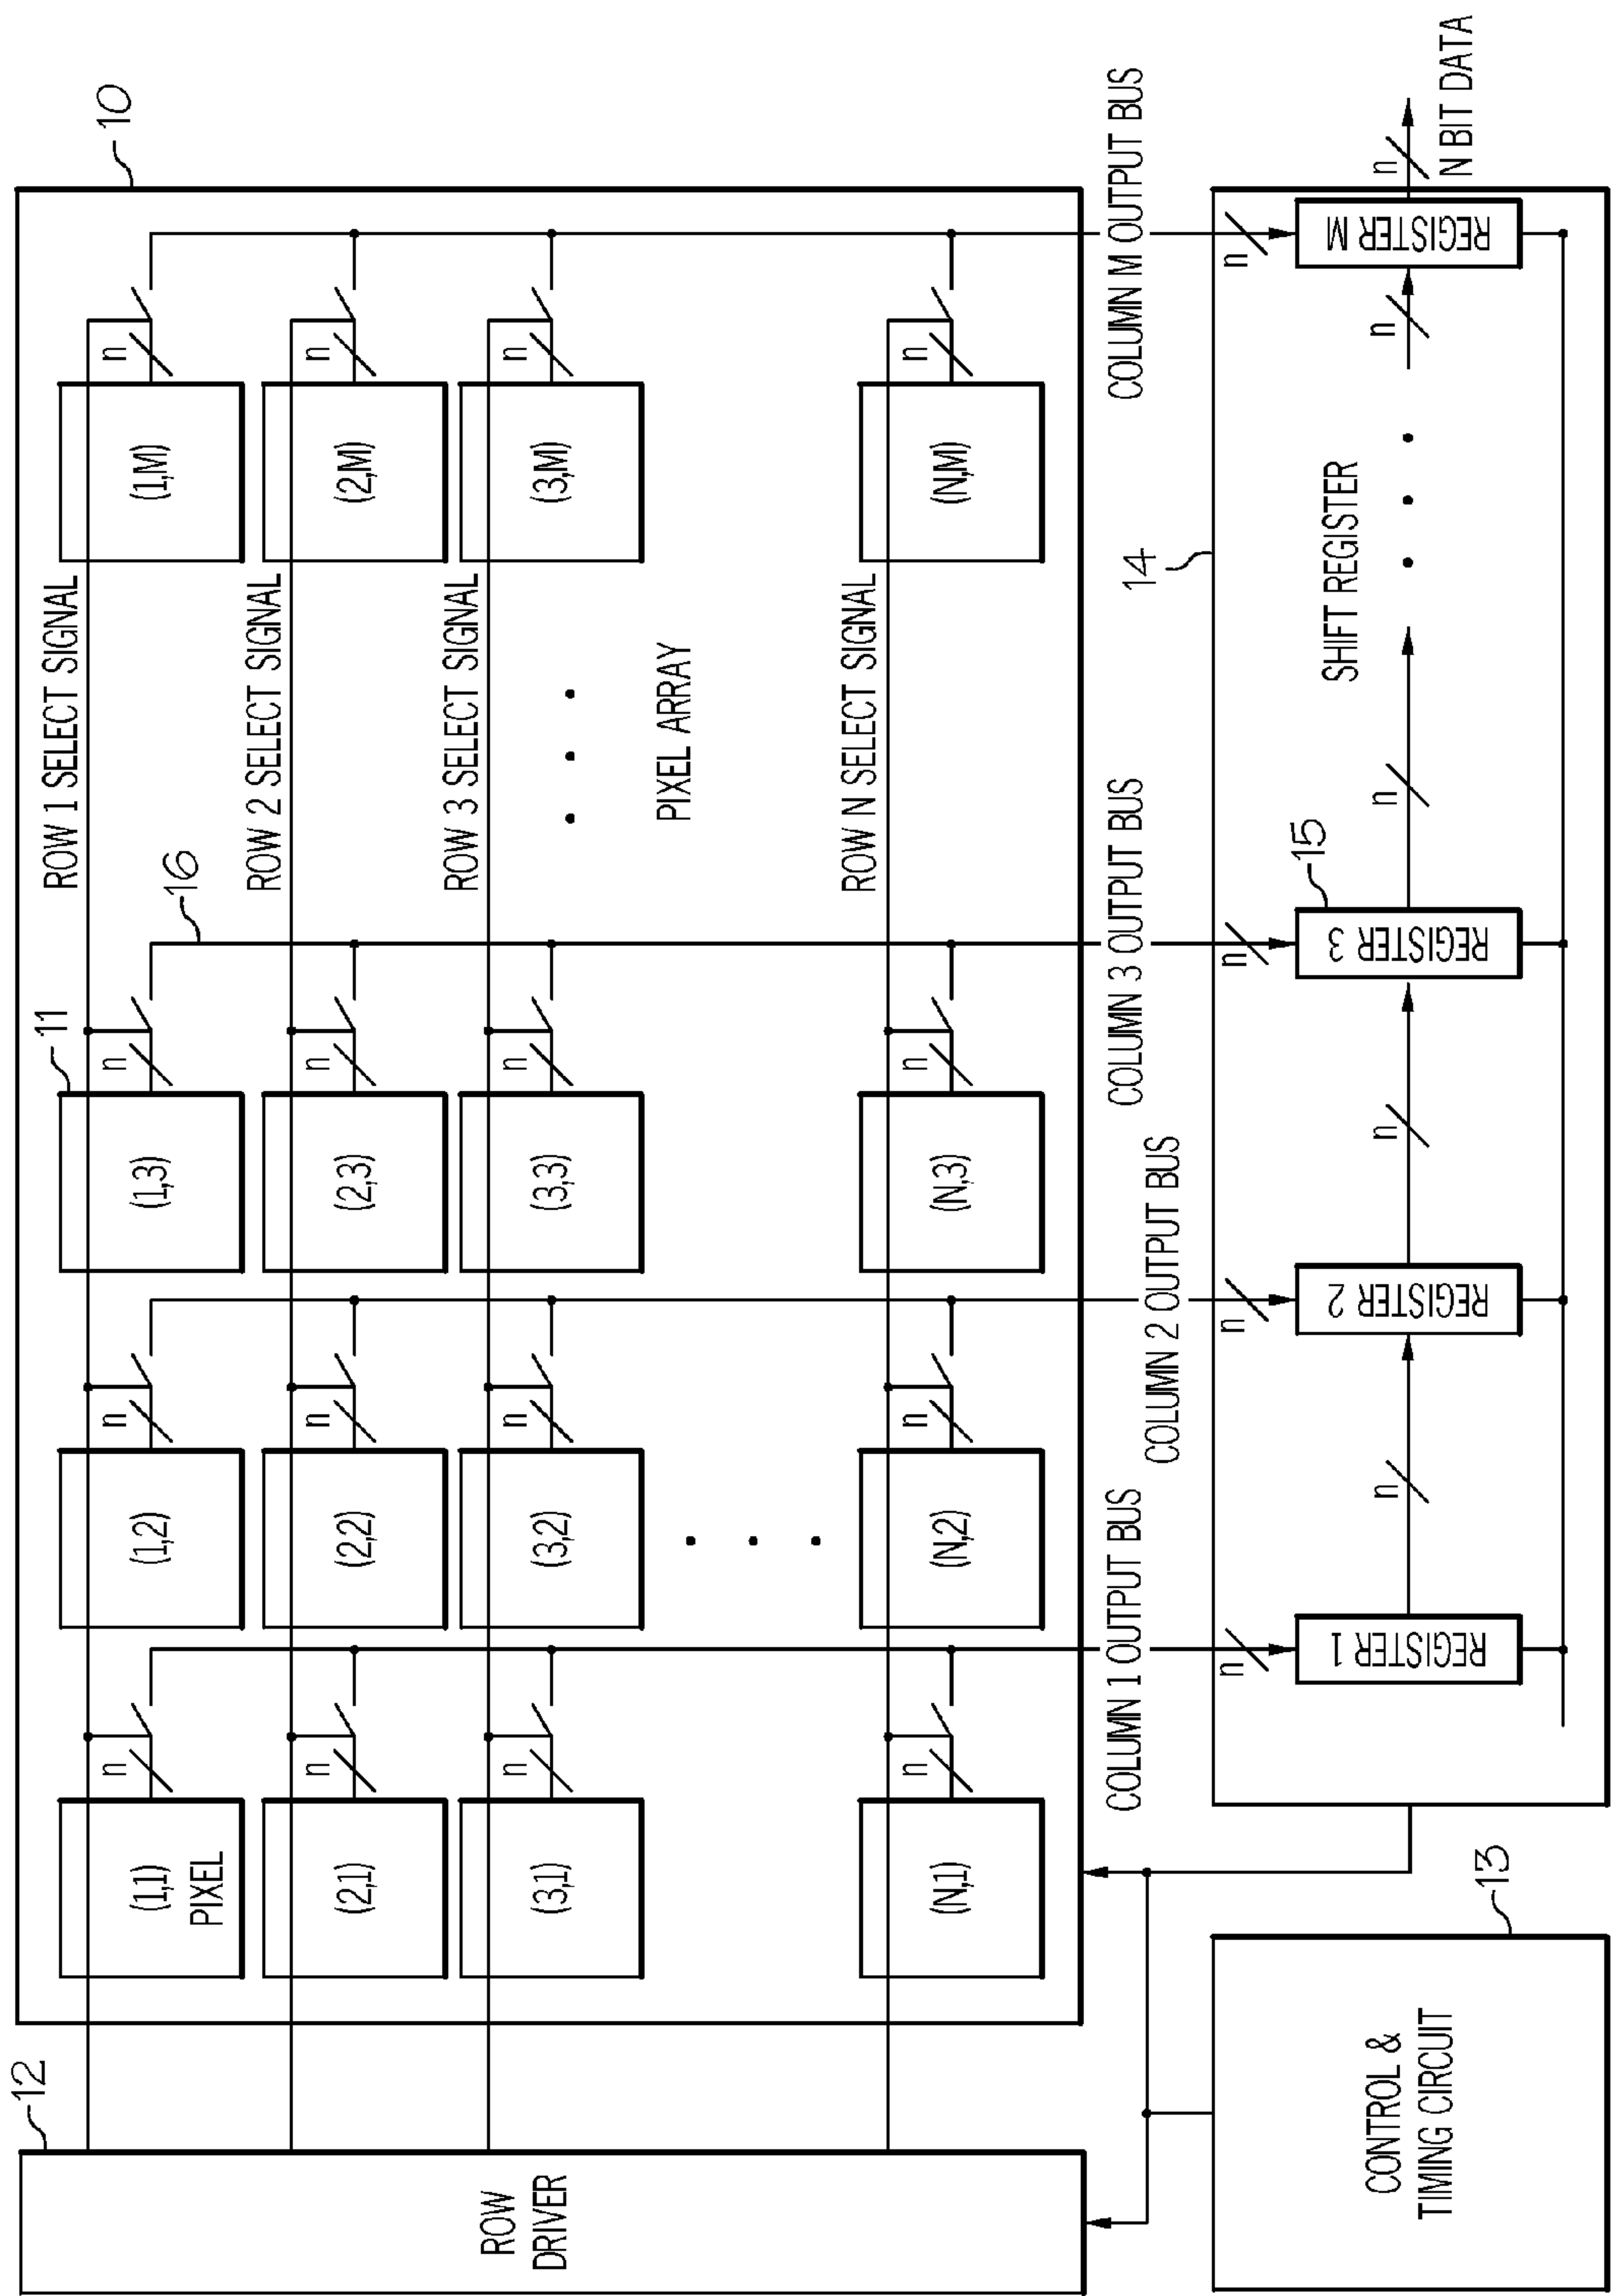 10
12
ROW 1 SELECT SIGNAL
11
16
n
n
n
n
(1,1)
PIXEL
(1,2)
(1,3)
(1,M)
ROW 2 SELECT SIGNAL
n
n
n
n
(2,1)
(2,2)
(2,3)
(2,M)
ROW 3 SELECT SIGNAL
n
n
n
n
(3,1)
(3,2)
(3,3)
(3,M)
ROW
DRIVER
PIXEL ARRAY
ROW N SELECT SIGNAL
n
n
n
n
(N,1)
(N,2)
(N,3)
(N,M)
COLUMN 1 OUTPUT BUS
COLUMN 2 OUTPUT BUS
COLUMN 3 OUTPUT BUS
COLUMN M OUTPUT BUS
14
n
n
n
n
SHIFT REGISTER
15
REGISTER 1
REGISTER 2
REGISTER 3
REGISTER M
n
n
n
n
n
N BIT DATA
13
CONTROL &
TIMING CIRCUIT